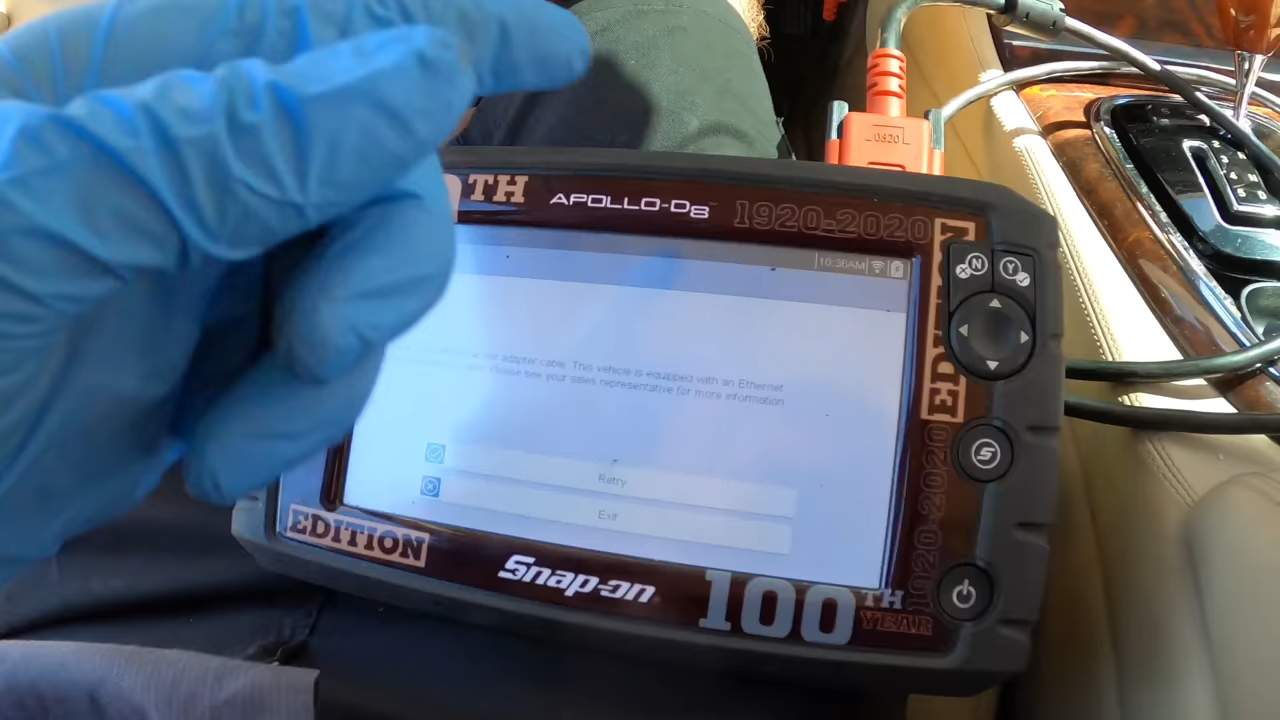 0820
TH
APOLLO-D8
1920-2020
10:36AM
N
Y
adapter cable. This vehicle is equipped with an Ethernet
Please see your sales representative for more information
Retry
Exit
S
EDITION
Snap-on
100
TH
YEAR
1920-2020